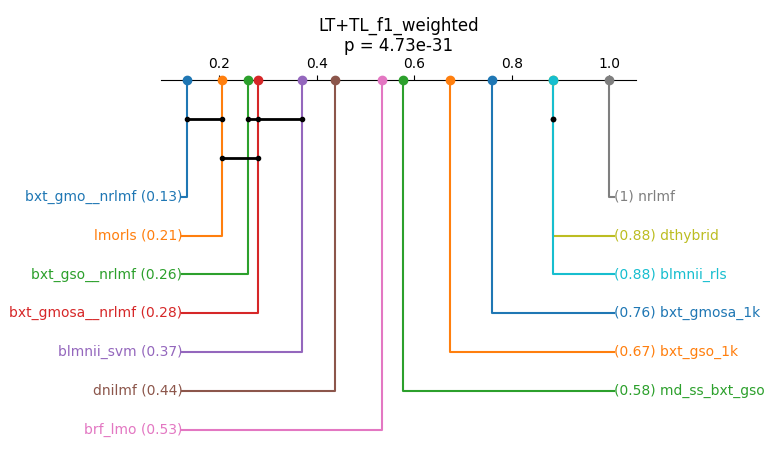 LT+TL_f1_weighted
p = 4.73e-31
0.2 0.4 0.6 0.8 1.0
bxt_gmo__nrlmf (0.13) (1) nrlmf
lmorls (0.21) (0.88) dthybrid
bxt_gso__nrlmf (0.26) (0.88) blmnii_rls
bxt_gmosa__nrlmf (0.28) (0.76) bxt_gmosa_1k
blmnii_svm (0.37) (0.67) bxt_gso_1k
dnilmf (0.44) (0.58) md_ss_bxt_gso
brf_lmo (0.53)